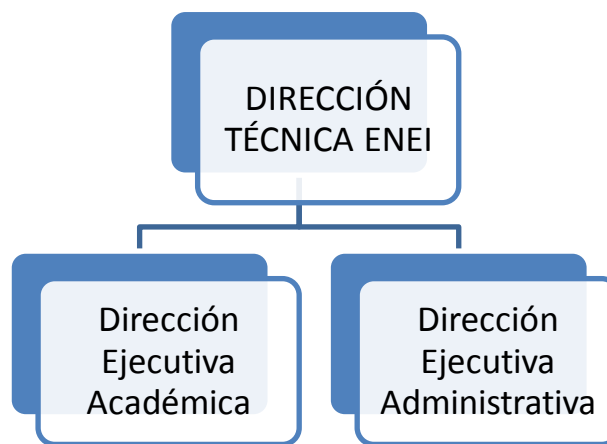 DIRECCIÓN
TÉCNICA ENEI
Dirección
Ejecutiva
Académica
Dirección
Ejecutiva
Administrativa